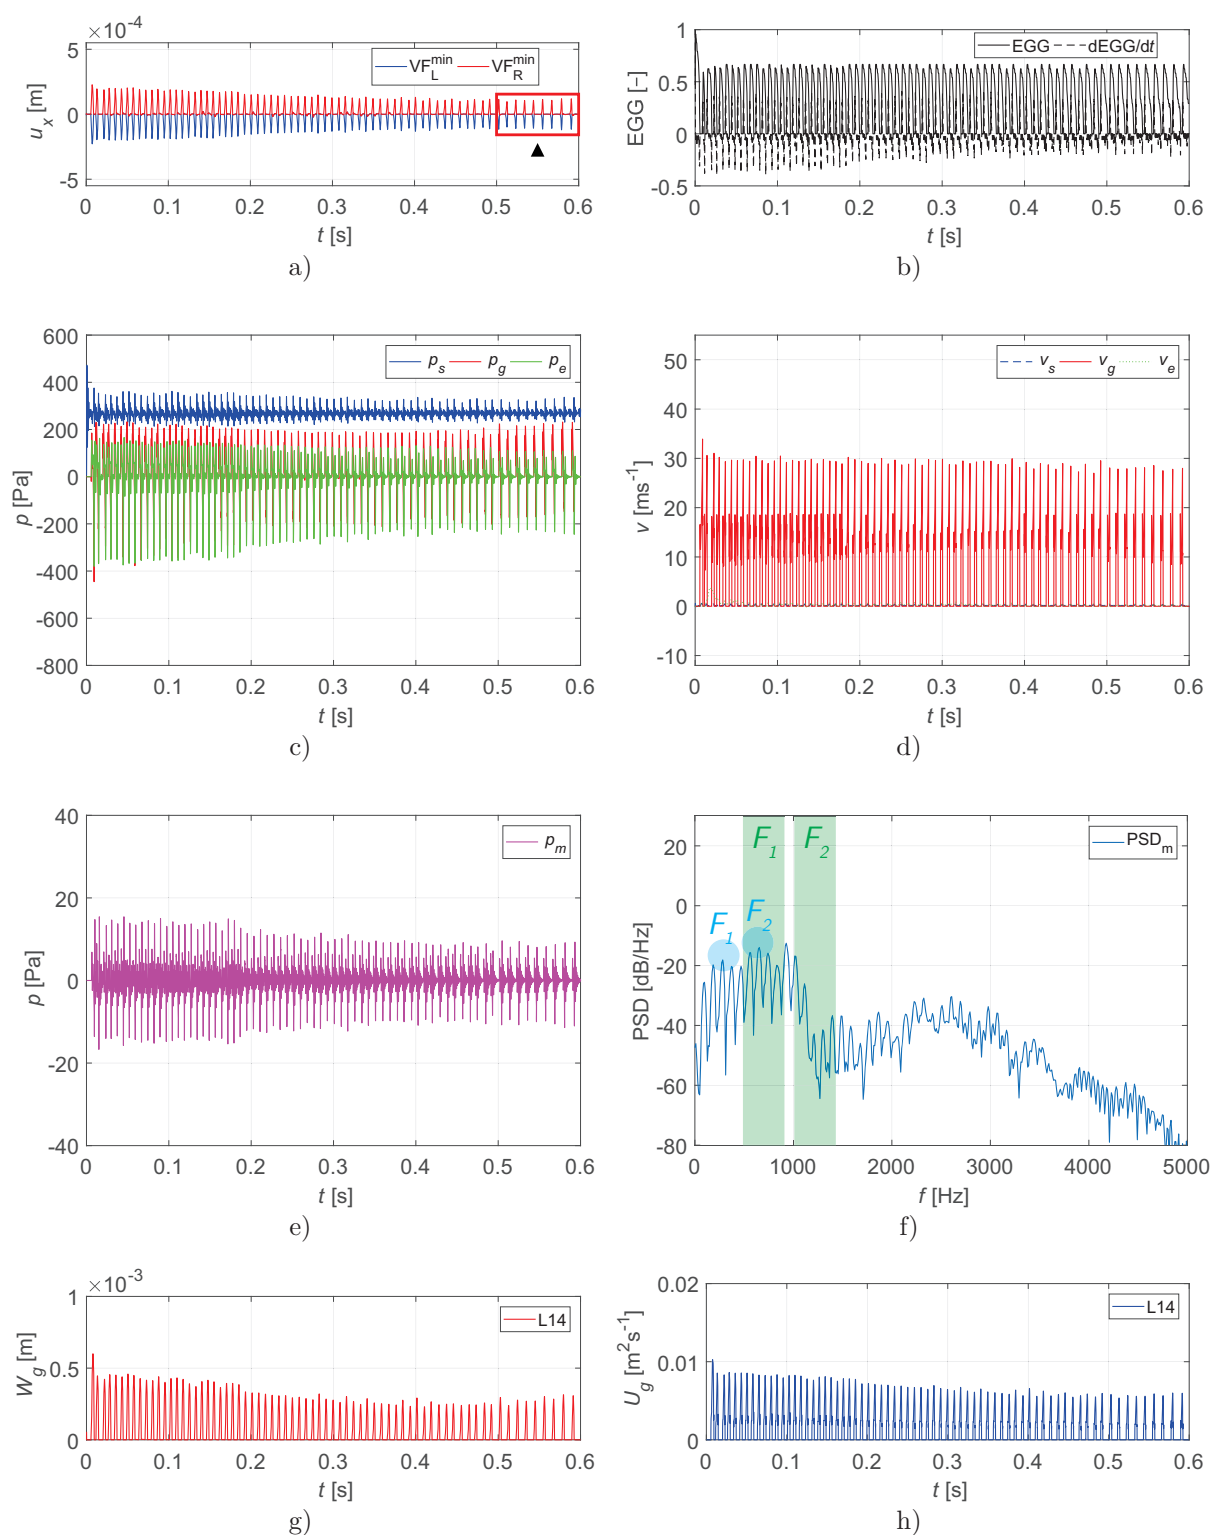 ×10⁻⁴
5
0
-5
u_x [m]
VF_L^min VF_R^min
0 0.1 0.2 0.3 0.4 0.5 0.6
t [s]
a)
1
0.5
0
-0.5
EGG [–]
EGG dEGG/dt
0 0.1 0.2 0.3 0.4 0.5 0.6
t [s]
b)
600
400
200
0
-200
-400
-600
-800
p [Pa]
p_s p_g p_e
0 0.1 0.2 0.3 0.4 0.5 0.6
t [s]
c)
50
40
30
20
10
0
-10
v [ms⁻¹]
v_s v_g v_e
0 0.1 0.2 0.3 0.4 0.5 0.6
t [s]
d)
40
20
0
-20
-40
p [Pa]
p_m
0 0.1 0.2 0.3 0.4 0.5 0.6
t [s]
e)
20
0
-20
-40
-60
-80
PSD [dB/Hz]
F_1 F_2
F_1 F_2
PSD_m
0 1000 2000 3000 4000 5000
f [Hz]
f)
×10⁻³
1
0.5
0
W_g [m]
L14
0 0.1 0.2 0.3 0.4 0.5 0.6
t [s]
g)
0.02
0.01
0
U_g [m²s⁻¹]
L14
0 0.1 0.2 0.3 0.4 0.5 0.6
t [s]
h)